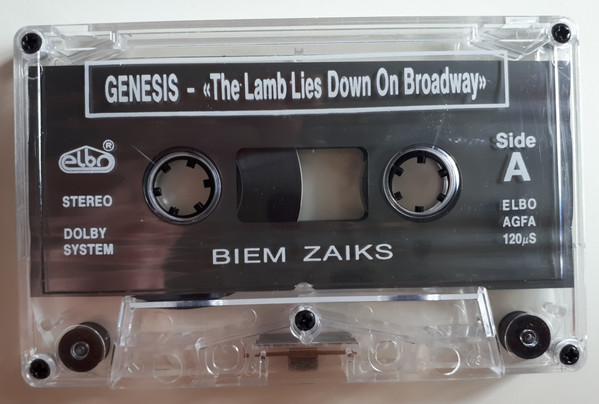 GENESIS - «The Lamb Lies Down On Broadway»
elbo®
Side
A
STEREO
DOLBY
SYSTEM
ELBO
AGFA
120µS
BIEM ZAIKS